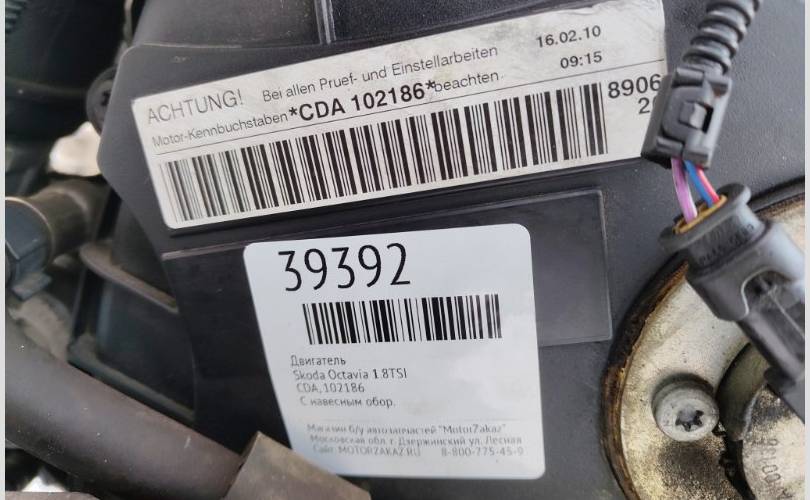 ACHTUNG! Bei allen Pruef- und Einstellarbeiten 16.02.10
Motor-Kennbuchstaben *CDA 102186* beachten 09:15
8906
20
39392
Двигатель
Skoda Octavia 1.8TSI
CDA, 102186
С навесным обор.
Магазин б/у автозапчастей "MotorZakaz"
Московская обл. г. Дзержинский ул. Лесная
Сайт: MOTORZAKAZ.RU 8-800-775-45-9